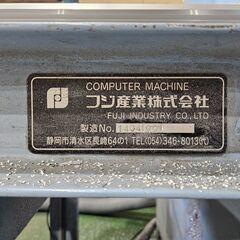 COMPUTER MACHINE
フジ産業株式会社
FUJI INDUSTRY CO., LTD
製造No.
静岡市清水区長崎64の1 TEL(054)346-8013(代)